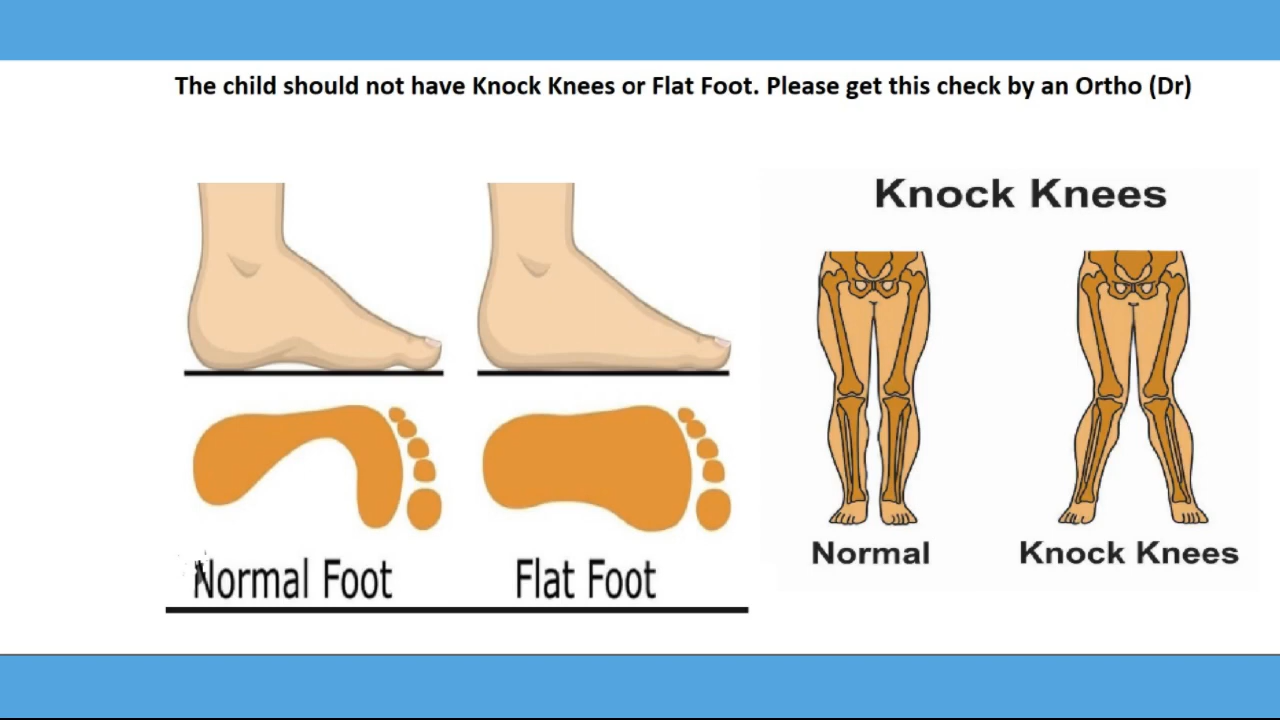 The child should not have Knock Knees or Flat Foot. Please get this check by an Ortho (Dr)
Knock Knees
Normal Foot
Flat Foot
Normal
Knock Knees